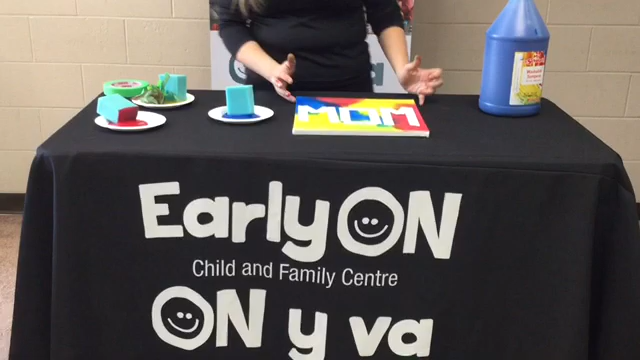 MOM
EarlyON
Child and Family Centre
ON y va